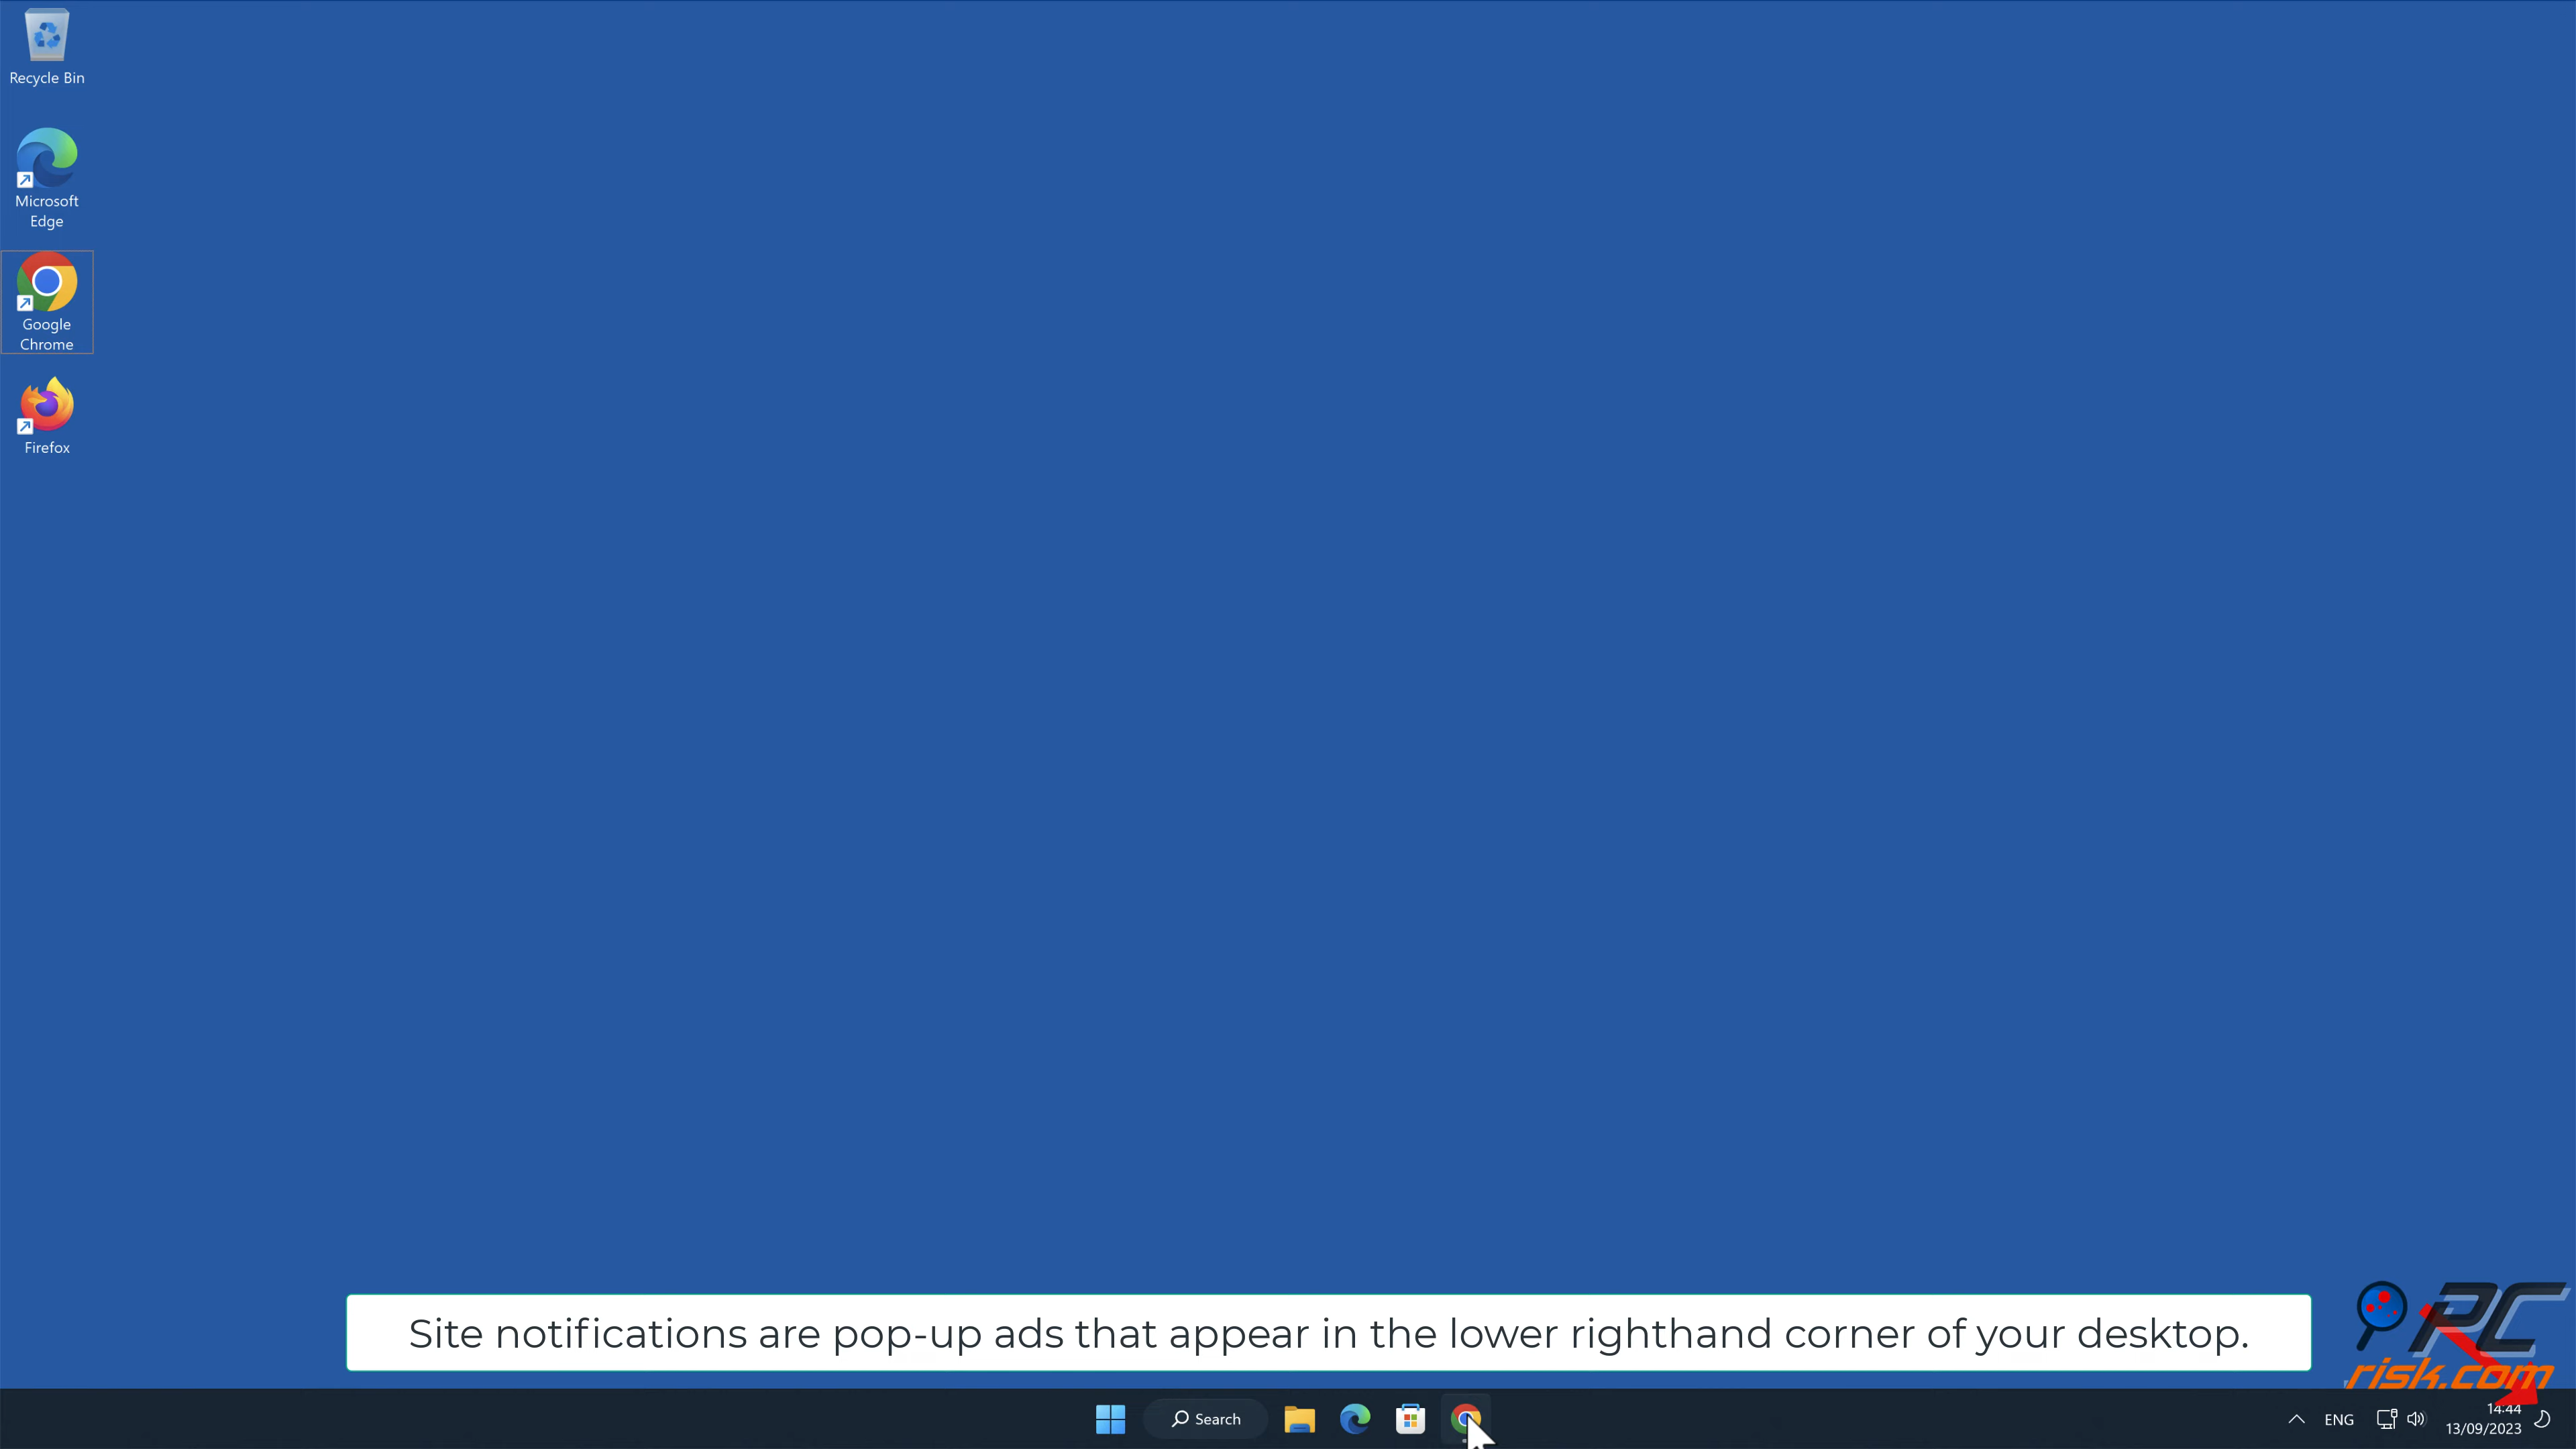 Recycle Bin
Microsoft
Edge
Google
Chrome
Firefox
Site notifications are pop-up ads that appear in the lower righthand corner of your desktop.
PC
risk.com
Search
ENG
14:44
13/09/2023